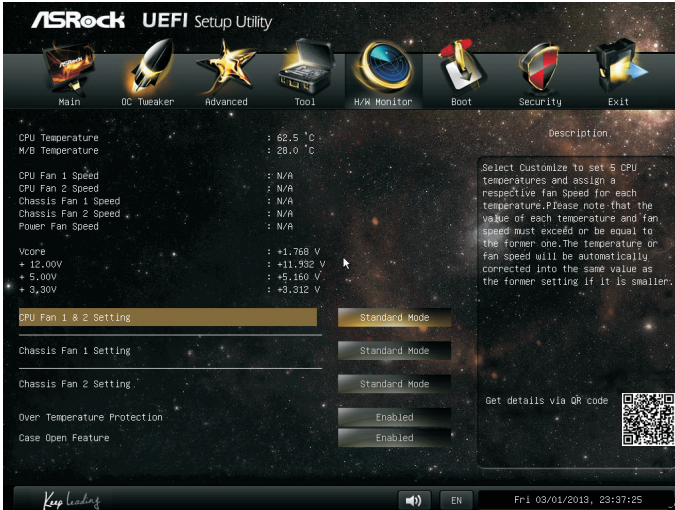 ASRock UEFI Setup Utility
Main OC Tweaker Advanced Tool H/W Monitor Boot Security Exit
CPU Temperature : 62.5 °C
M/B Temperature : 28.0 °C
CPU Fan 1 Speed : N/A
CPU Fan 2 Speed : N/A
Chassis Fan 1 Speed : N/A
Chassis Fan 2 Speed : N/A
Power Fan Speed : N/A
Vcore : +1.768 V
+ 12.00V : +11.932 V
+ 5.00V : +5.160 V
+ 3.30V : +3.312 V
CPU Fan 1 & 2 Setting Standard Mode
Chassis Fan 1 Setting Standard Mode
Chassis Fan 2 Setting Standard Mode
Over Temperature Protection Enabled
Case Open Feature Enabled
Description
Select Customize to set 5 CPU
temperatures and assign a
respective fan Speed for each
temperature.Please note that the
value of each temperature and fan
speed must exceed or be equal to
the former one.The temperature or
fan speed will be automatically
corrected into the same value as
the former setting if it is smaller.
Get details via QR code
Keep Leading
EN
Fri 03/01/2013, 23:37:25